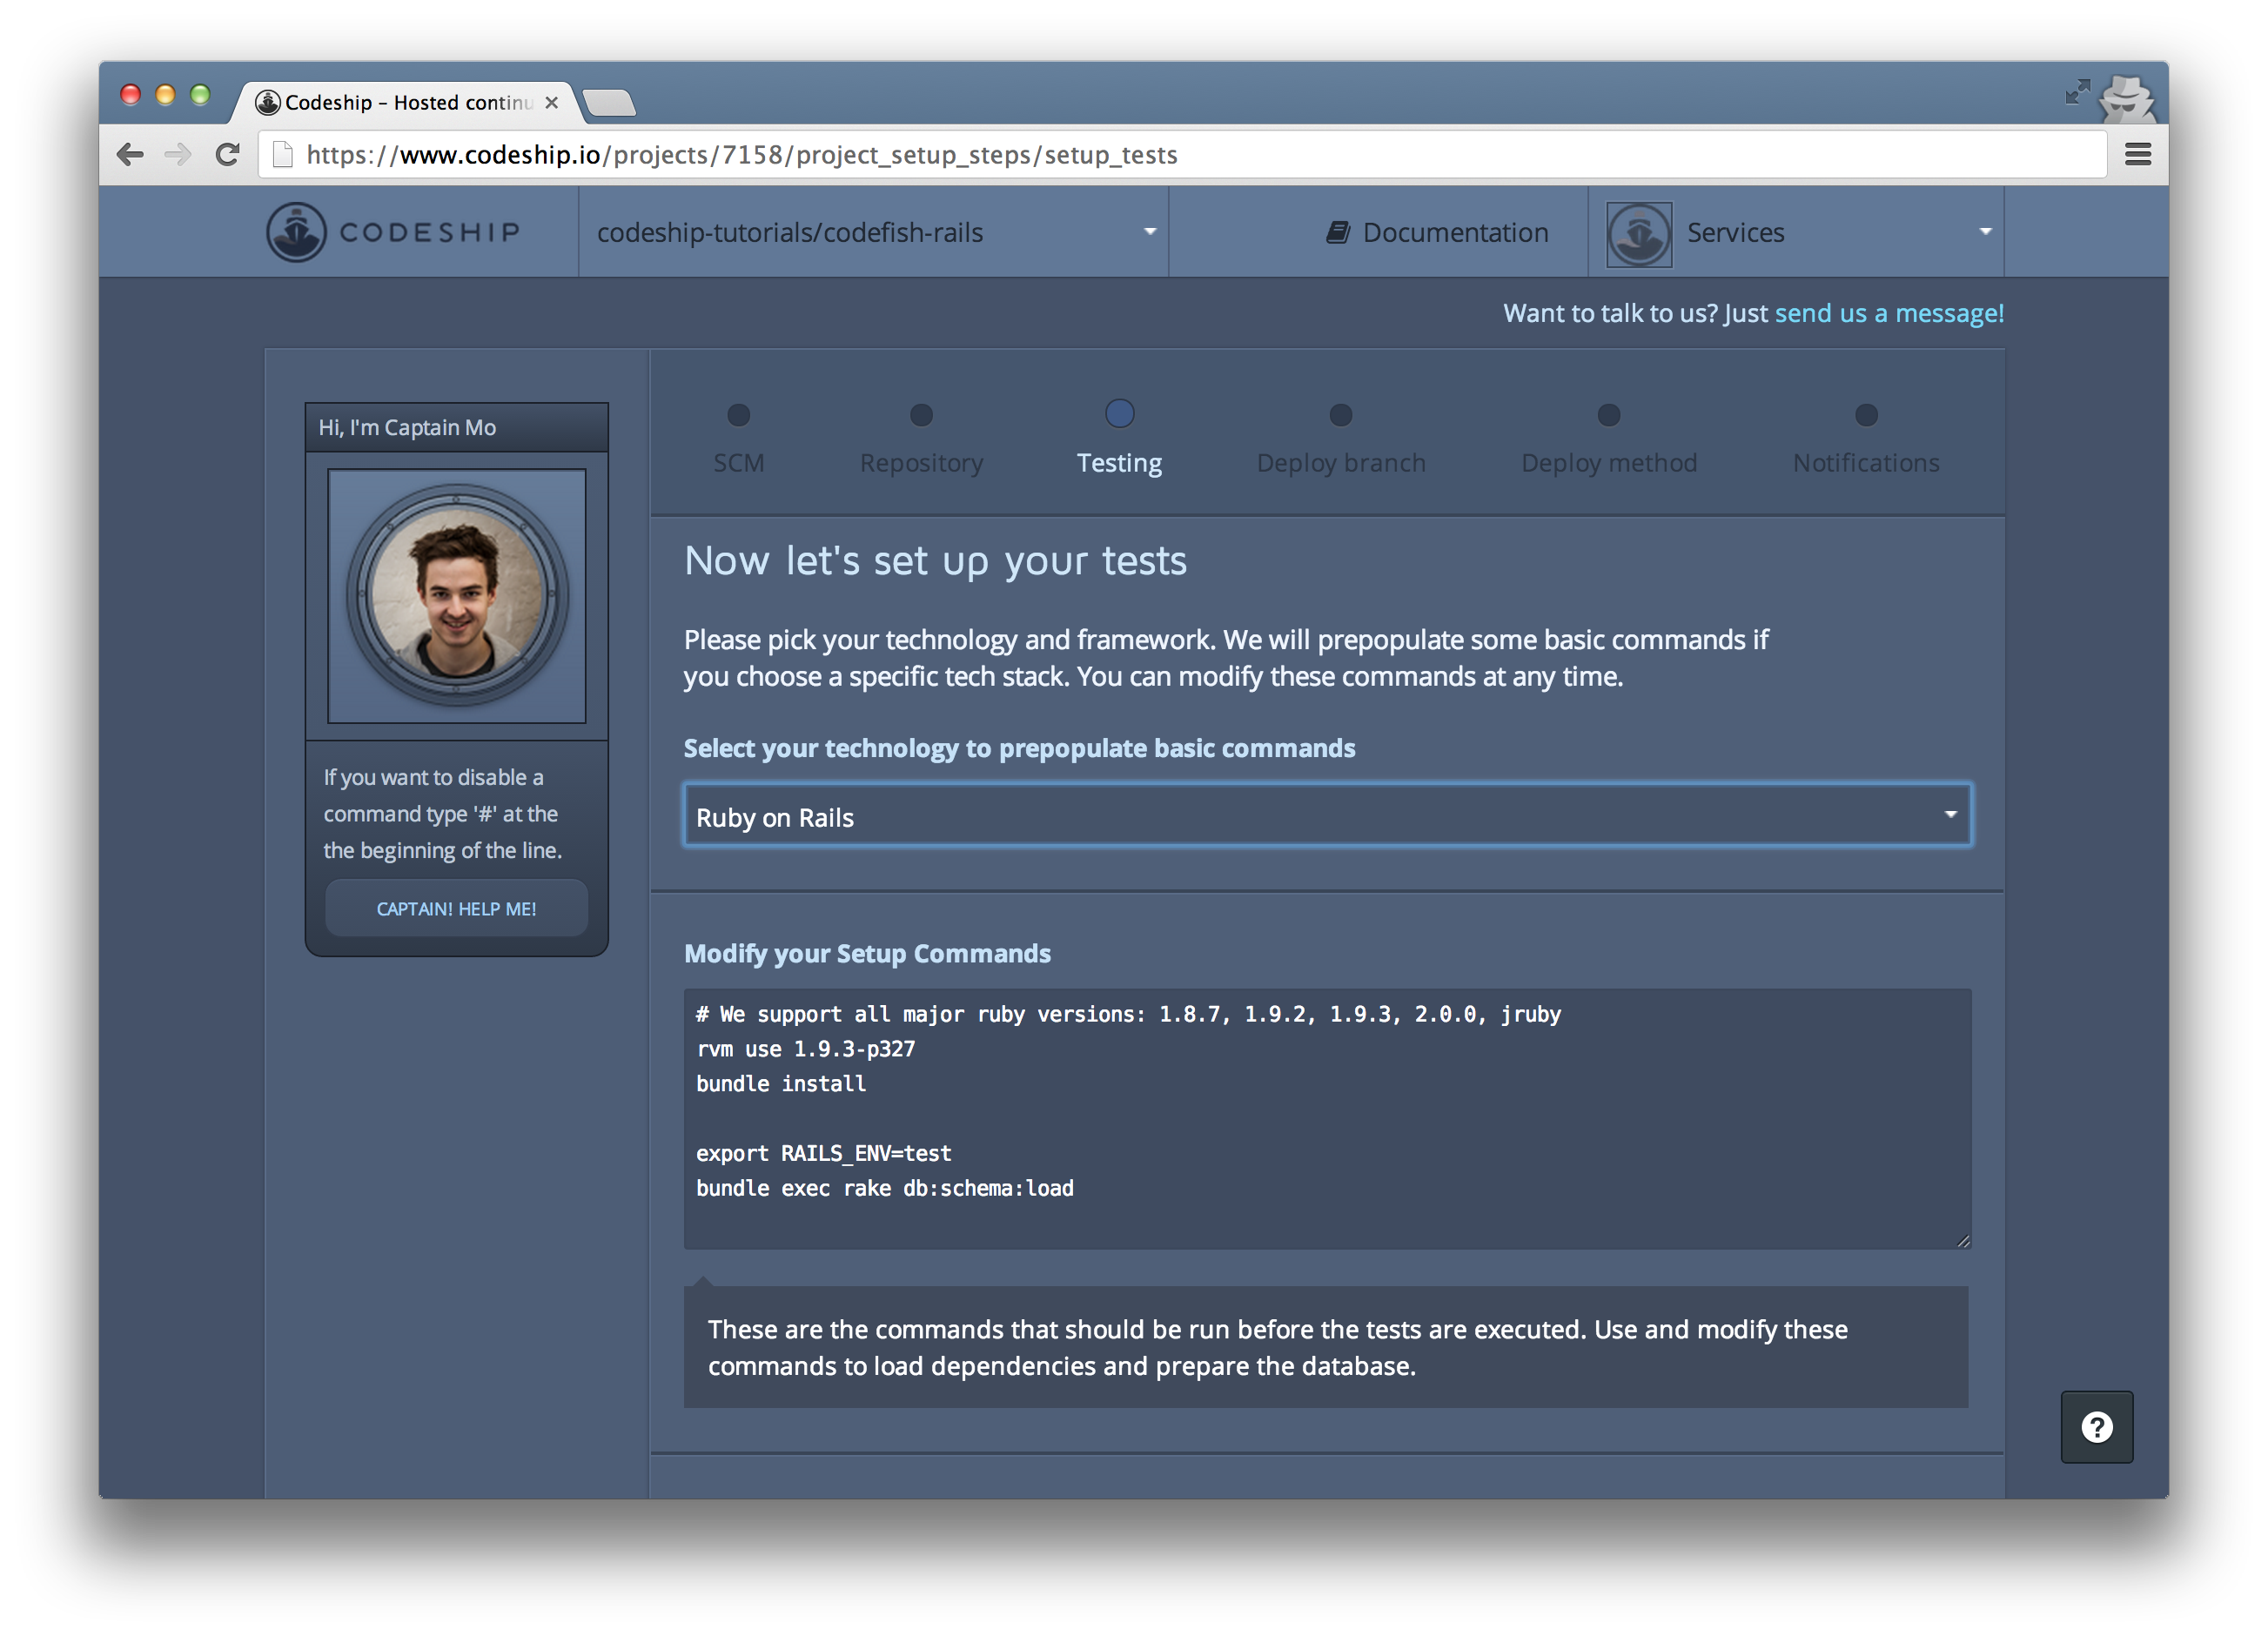 Codeship – Hosted continu
https://www.codeship.io/projects/7158/project_setup_steps/setup_tests
CODESHIP
codeship-tutorials/codefish-rails
Documentation
Services
Want to talk to us? Just send us a message!
Hi, I'm Captain Mo
If you want to disable a
command type '#' at the
the beginning of the line.
CAPTAIN! HELP ME!
SCM
Repository
Testing
Deploy branch
Deploy method
Notifications
Now let's set up your tests
Please pick your technology and framework. We will prepopulate some basic commands if
you choose a specific tech stack. You can modify these commands at any time.
Select your technology to prepopulate basic commands
Ruby on Rails
Modify your Setup Commands
# We support all major ruby versions: 1.8.7, 1.9.2, 1.9.3, 2.0.0, jruby
rvm use 1.9.3-p327
bundle install
export RAILS_ENV=test
bundle exec rake db:schema:load
These are the commands that should be run before the tests are executed. Use and modify these
commands to load dependencies and prepare the database.
?